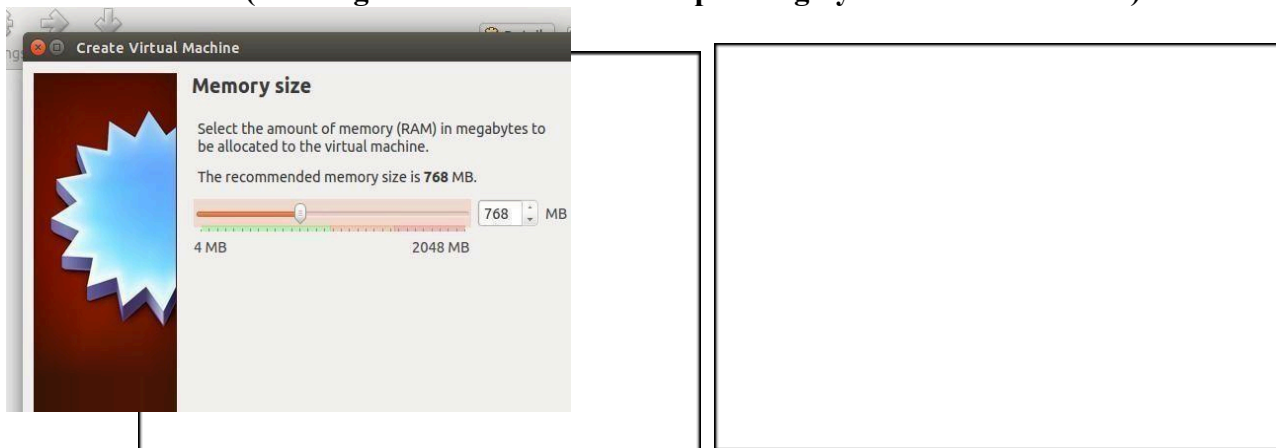 Create Virtual Machine
Memory size
Select the amount of memory (RAM) in megabytes to
be allocated to the virtual machine.
The recommended memory size is 768 MB.
768 MB
4 MB 2048 MB